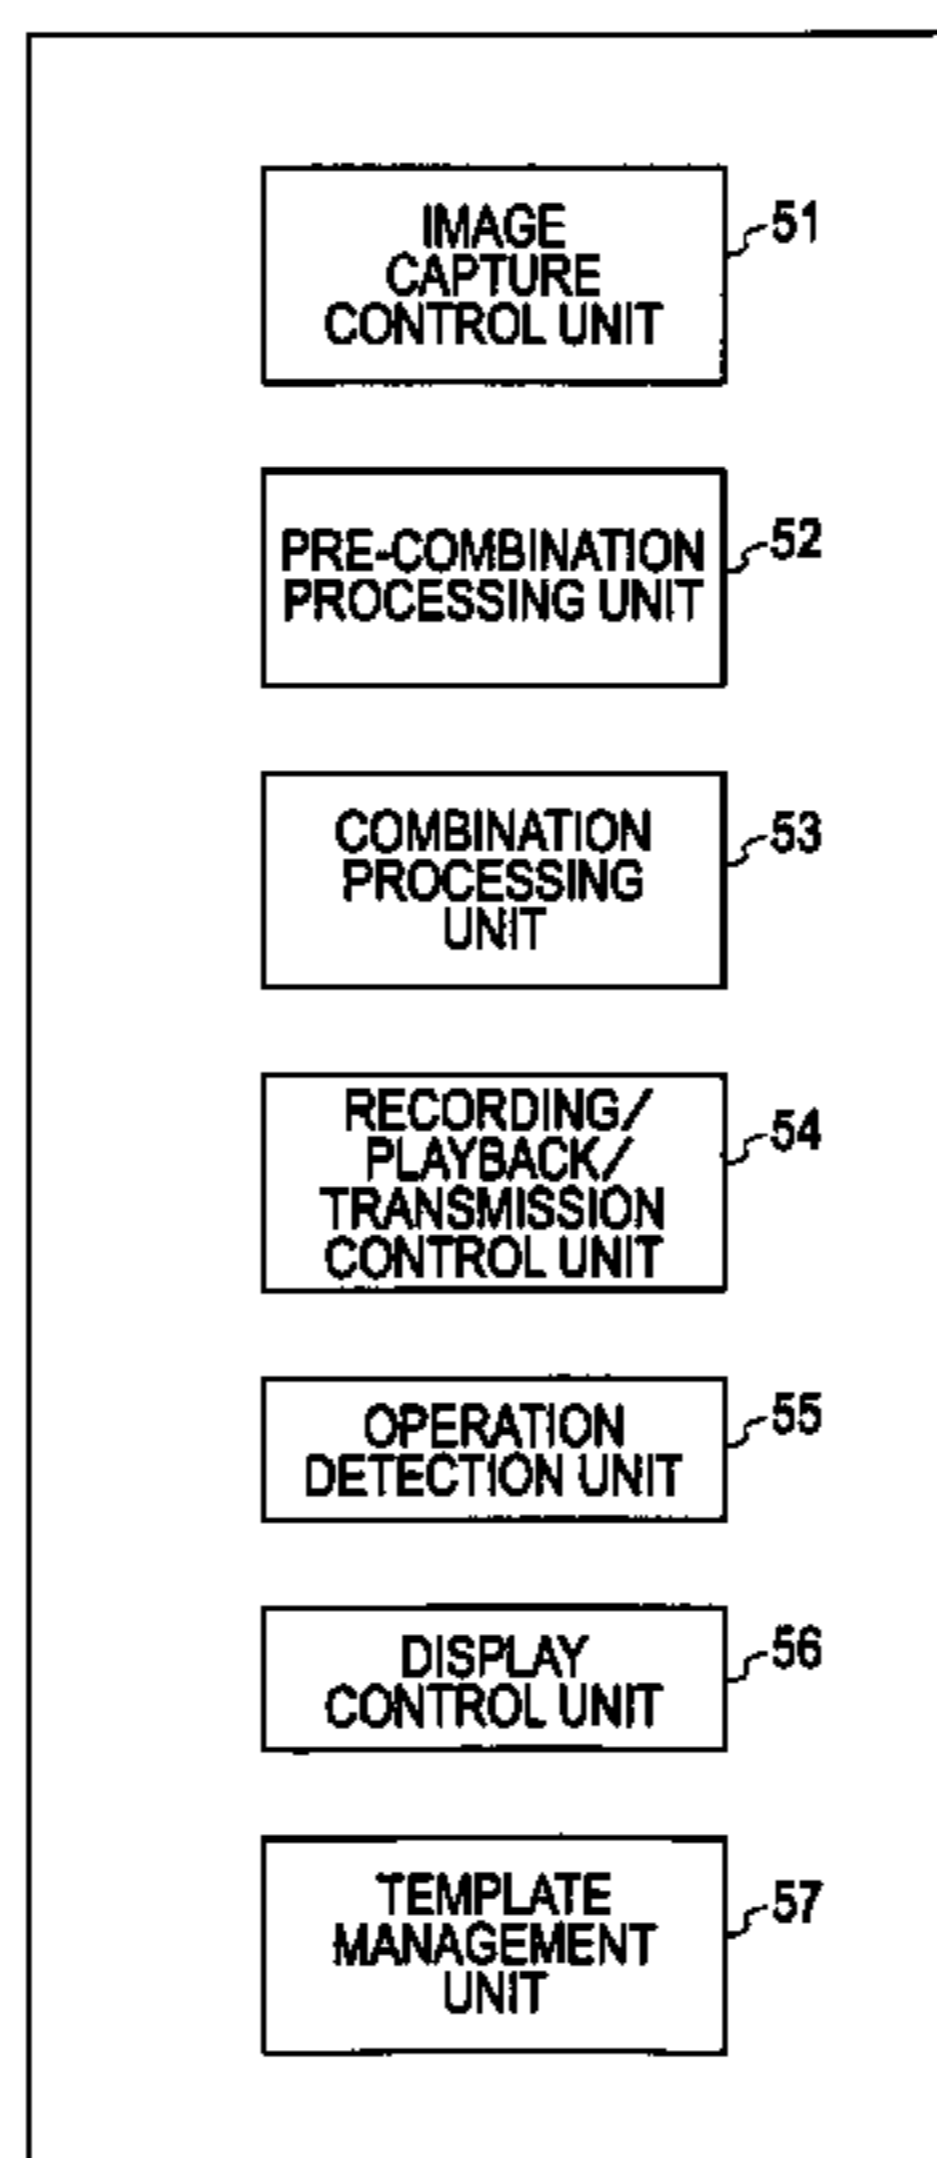 IMAGE
CAPTURE
CONTROL UNIT
51
PRE-COMBINATION
PROCESSING UNIT
52
COMBINATION
PROCESSING
UNIT
53
RECORDING/
PLAYBACK/
TRANSMISSION
CONTROL UNIT
54
OPERATION
DETECTION UNIT
55
DISPLAY
CONTROL UNIT
56
TEMPLATE
MANAGEMENT
UNIT
57